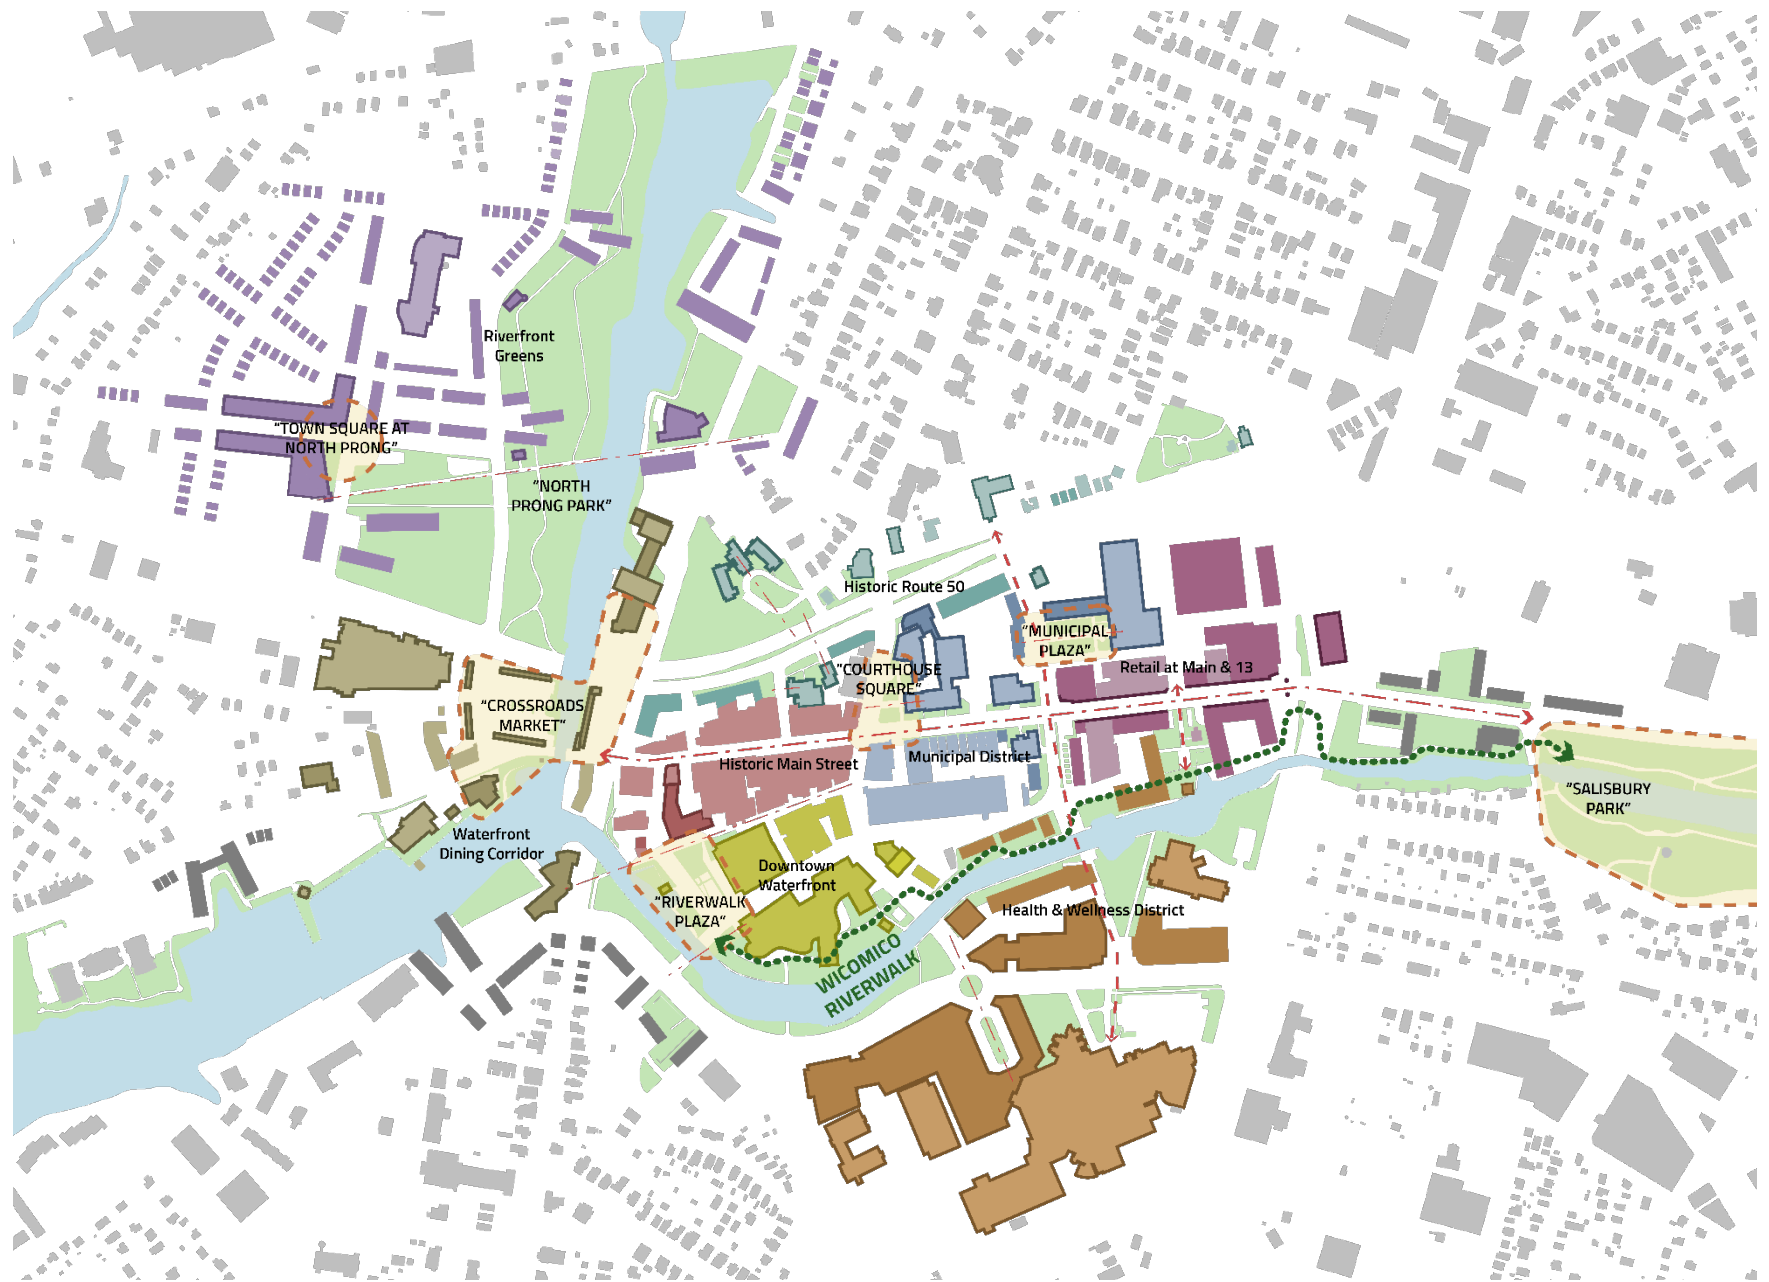 Riverfront
Greens
“TOWN SQUARE AT
NORTH PRONG”
“NORTH
PRONG PARK”
Historic Route 50
“MUNICIPAL
PLAZA”
“COURTHOUSE
SQUARE”
Retail at Main & 13
“CROSSROADS
MARKET”
Historic Main Street
Municipal District
“SALISBURY
PARK”
Waterfront
Dining Corridor
Downtown
Waterfront
“RIVERWALK
PLAZA“
Health & Wellness District
WICOMICO
RIVERWALK